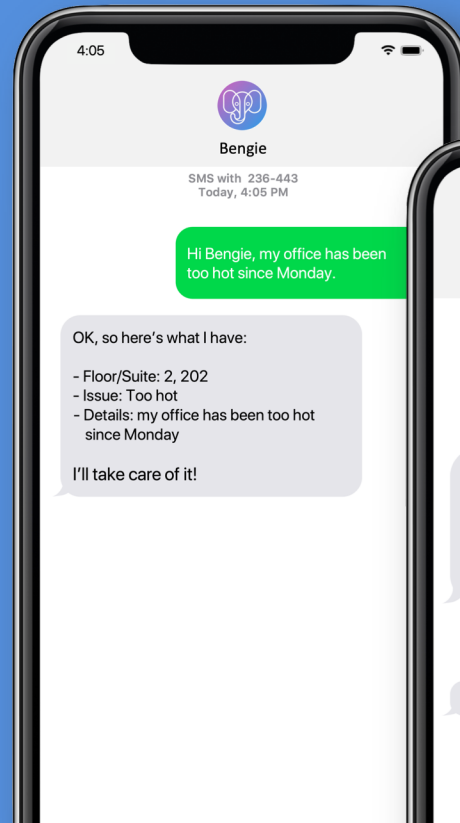 4:05
Bengie
SMS with 236-443
Today, 4:05 PM
Hi Bengie, my office has been
too hot since Monday.
OK, so here's what I have:
- Floor/Suite: 2, 202
- Issue: Too hot
- Details: my office has been too hot
since Monday
I'll take care of it!